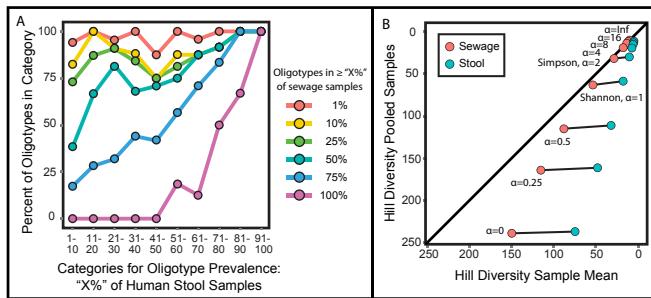 A
100
75
50
25
0
Percent of Oligotypes in Category
1-
10
11-
20
21-
30
31-
40
41-
50
51-
60
61-
70
71-
80
81-
90
91-
100
Categories for Oligotype Prevalence:
"X%" of Human Stool Samples
Oligotypes in ≥ "X%"
of sewage samples
1%
10%
25%
50%
75%
100%
B
Sewage
Stool
α=Inf
α=16
α=8
α=4
Simpson, α=2
Shannon, α=1
α=0.5
α=0.25
α=0
0
50
100
150
200
250
Hill Diversity Pooled Samples
250
200
150
100
50
0
Hill Diversity Sample Mean